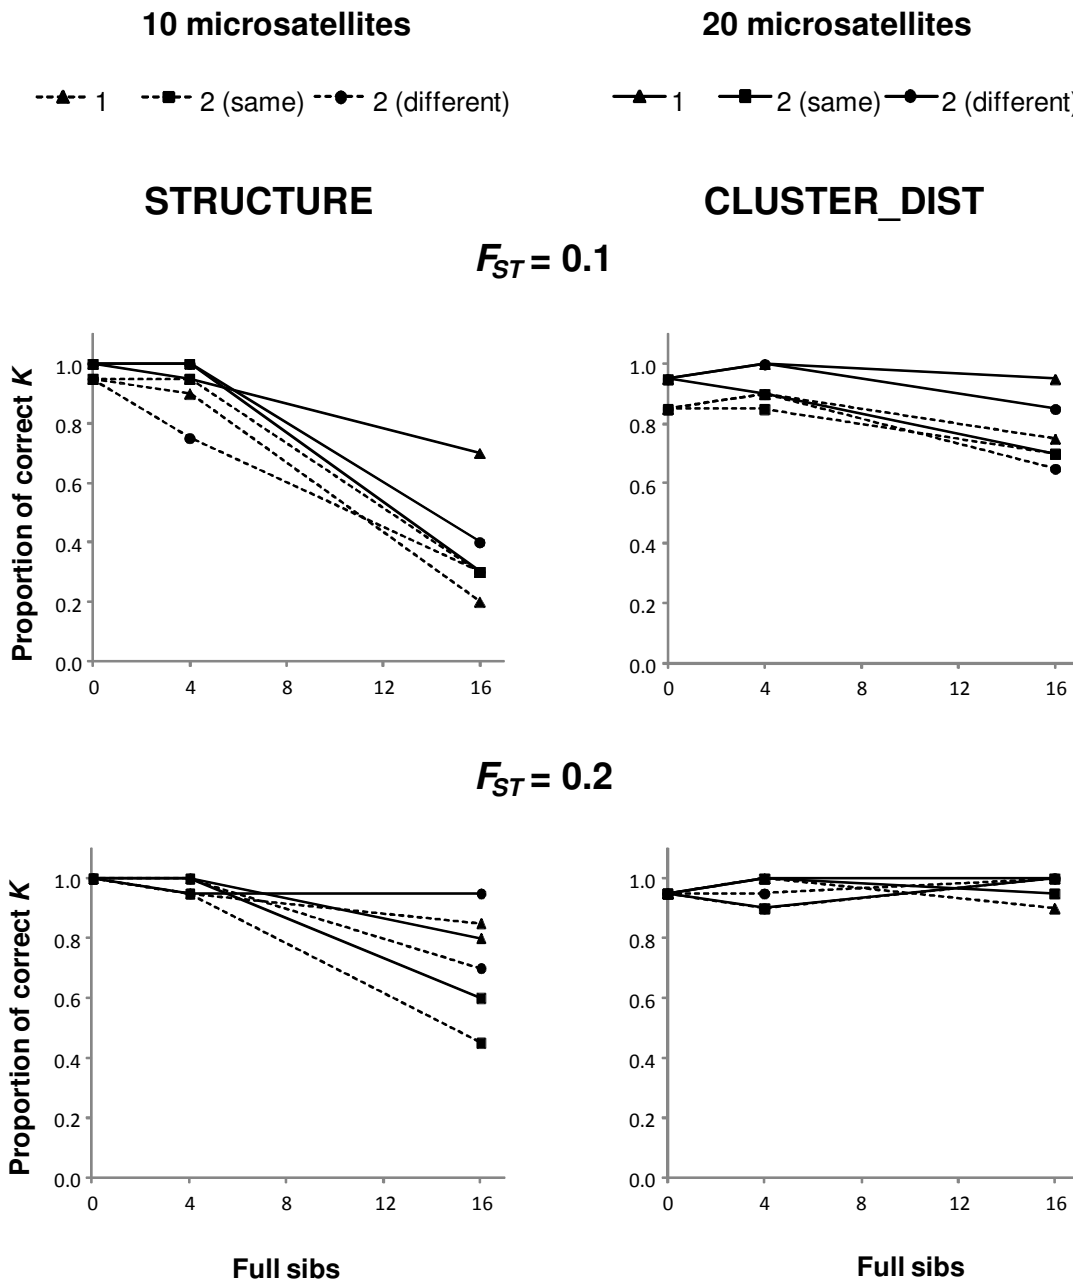 10 microsatellites 20 microsatellites
1 2 (same) 2 (different) 1 2 (same) 2 (different)
STRUCTURE CLUSTER_DIST
FST = 0.1
Proportion of correct K
1.0 1.0
0.8 0.8
0.6 0.6
0.4 0.4
0.2 0.2
0.0 0.0
0 4 8 12 16 0 4 8 12 16
FST = 0.2
Proportion of correct K
1.0 1.0
0.8 0.8
0.6 0.6
0.4 0.4
0.2 0.2
0.0 0.0
0 4 8 12 16 0 4 8 12 16
Full sibs Full sibs